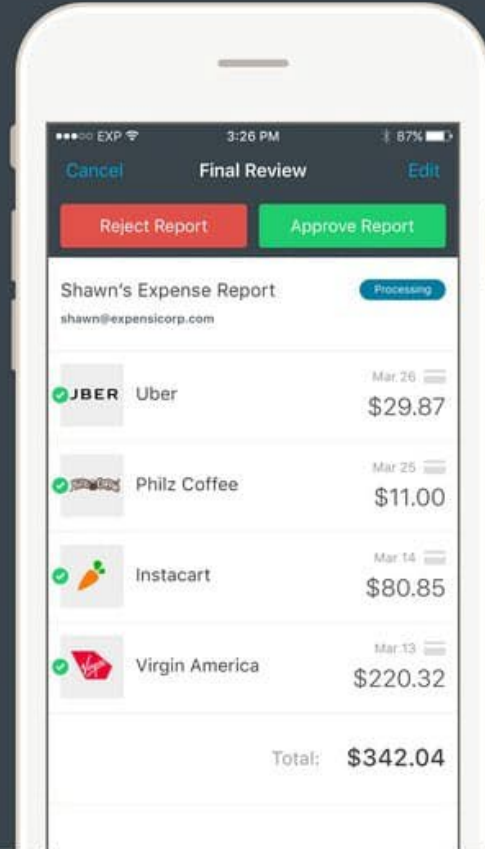 EXP 3:26 PM 87%
Cancel Final Review Edit
Reject Report Approve Report
Shawn's Expense Report Processing
shawn@expensicorp.com
Mar 26
UBER Uber $29.87
Mar 25
Philz Coffee $11.00
Mar 14
Instacart $80.85
Mar 13
Virgin Virgin America $220.32
Total: $342.04